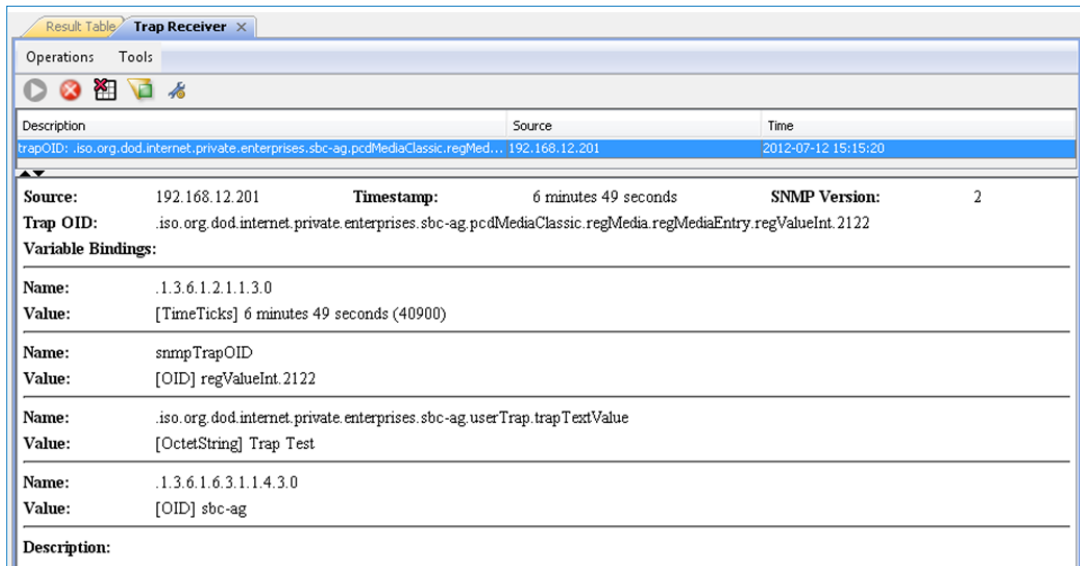 Result Table Trap Receiver
Operations Tools
Description Source Time
trapOID: .iso.org.dod.internet.private.enterprises.sbc-ag.pcdMediaClassic.regMed... 192.168.12.201 2012-07-12 15:15:20
Source: 192.168.12.201 Timestamp: 6 minutes 49 seconds SNMP Version: 2
Trap OID: .iso.org.dod.internet.private.enterprises.sbc-ag.pcdMediaClassic.regMedia.regMediaEntry.regValueInt.2122
Variable Bindings:
Name: .1.3.6.1.2.1.1.3.0
Value: [TimeTicks] 6 minutes 49 seconds (40900)
Name: snmpTrapOID
Value: [OID] regValueInt.2122
Name: .iso.org.dod.internet.private.enterprises.sbc-ag.userTrap.trapTextValue
Value: [OctetString] Trap Test
Name: .1.3.6.1.6.3.1.1.4.3.0
Value: [OID] sbc-ag
Description: